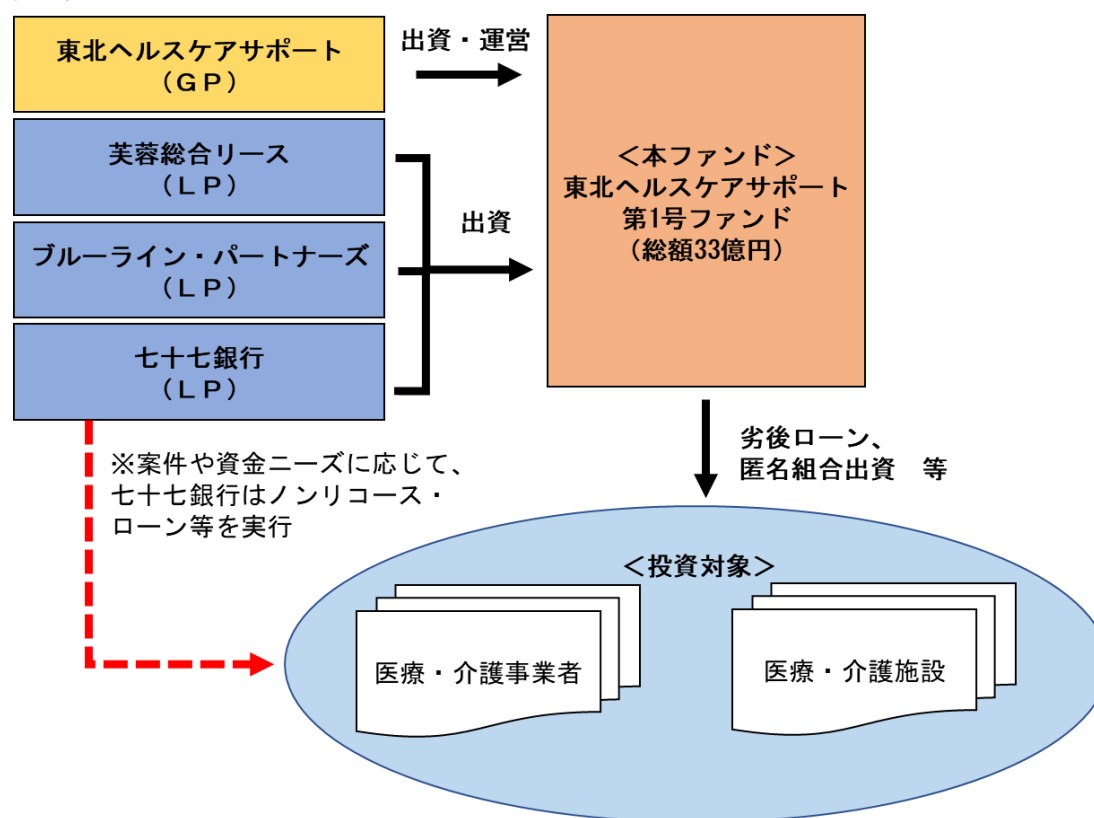 東北ヘルスケアサポート
（ＧＰ）
出資・運営
芙蓉総合リース
（ＬＰ）
ブルーライン・パートナーズ
（ＬＰ）
七十七銀行
（ＬＰ）
出資
＜本ファンド＞
東北ヘルスケアサポート
第1号ファンド
（総額33億円）
劣後ローン、
匿名組合出資　等
※案件や資金ニーズに応じて、
七十七銀行はノンリコース・
ローン等を実行
＜投資対象＞
医療・介護事業者
医療・介護施設